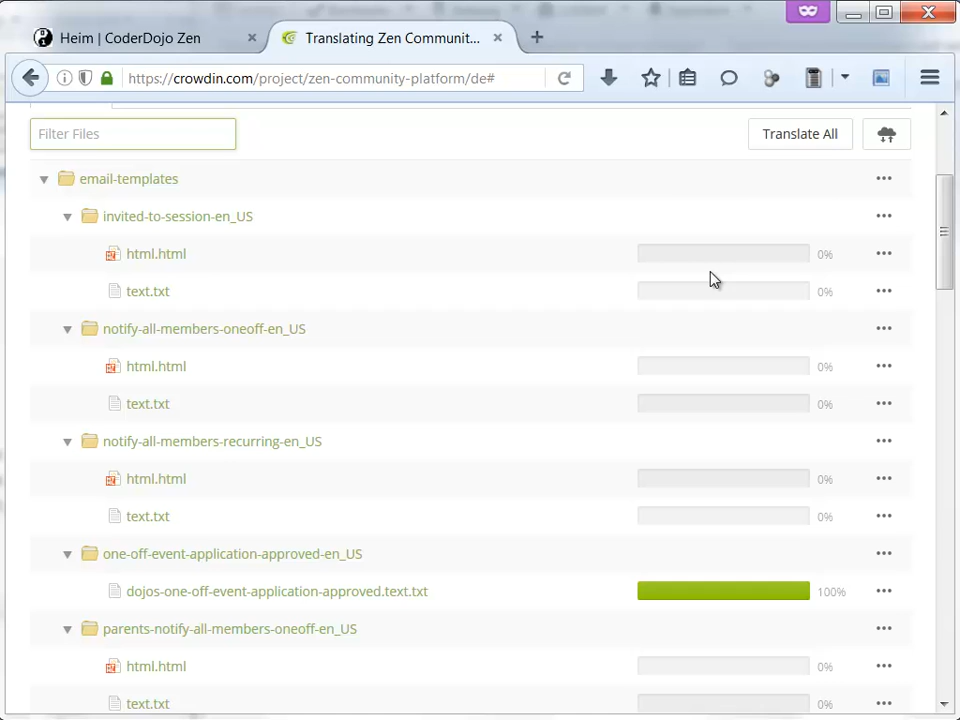 Heim | CoderDojo Zen
Translating Zen Communit...
https://crowdin.com/project/zen-community-platform/de#
Filter Files
Translate All
email-templates
invited-to-session-en_US
html.html 0%
text.txt 0%
notify-all-members-oneoff-en_US
html.html 0%
text.txt 0%
notify-all-members-recurring-en_US
html.html 0%
text.txt 0%
one-off-event-application-approved-en_US
dojos-one-off-event-application-approved.text.txt 100%
parents-notify-all-members-oneoff-en_US
html.html 0%
text.txt 0%